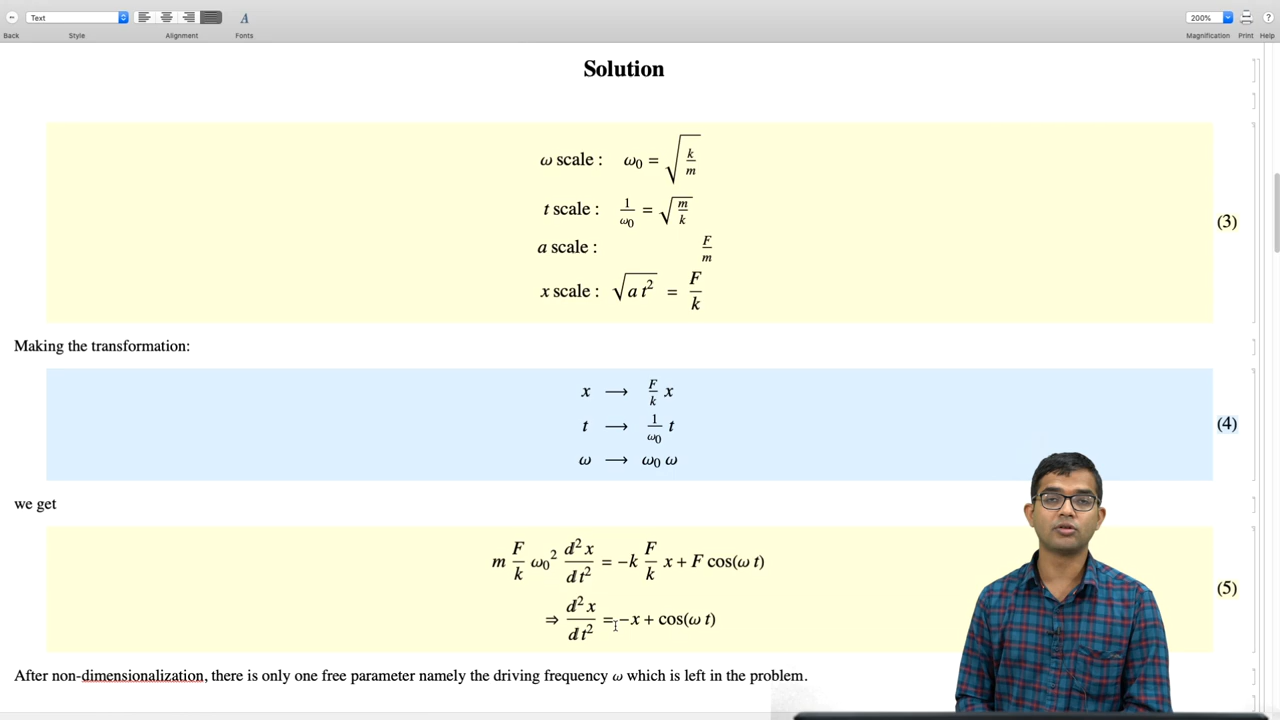 Text
200%
Back
Style
Alignment
Fonts
Magnification
Print
Help
Solution
ω scale : ω₀ = √(k/m)
t scale : 1/ω₀ = √(m/k)
a scale : F/m
x scale : √(a t²) = F/k
(3)
Making the transformation:
x ⟶ F/k x
t ⟶ 1/ω₀ t
ω ⟶ ω₀ ω
(4)
we get
m F/k ω₀² d²x/dt² = -k F/k x + F cos(ω t)
⇒ d²x/dt² = -x + cos(ω t)
(5)
After non-dimensionalization, there is only one free parameter namely the driving frequency ω which is left in the problem.